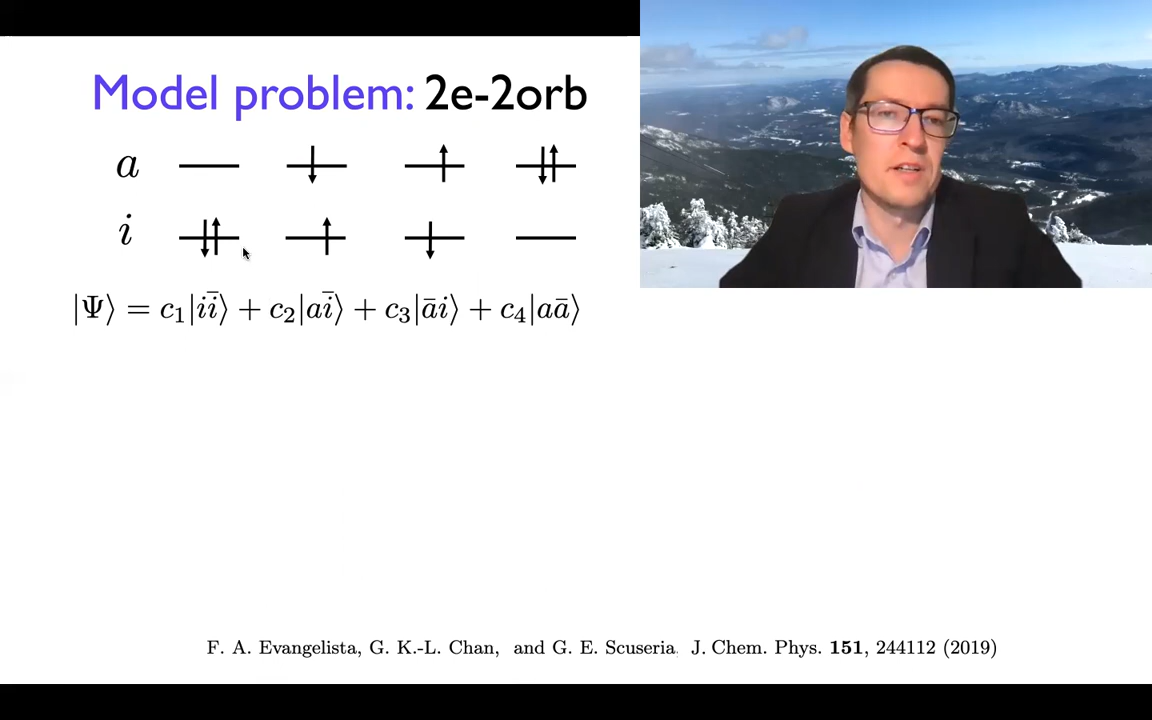 Model problem: 2e-2orb
a
i
|Ψ⟩ = c₁|iī⟩ + c₂|aī⟩ + c₃|āi⟩ + c₄|aā⟩
F. A. Evangelista, G. K.-L. Chan, and G. E. Scuseria J. Chem. Phys. 151, 244112 (2019)